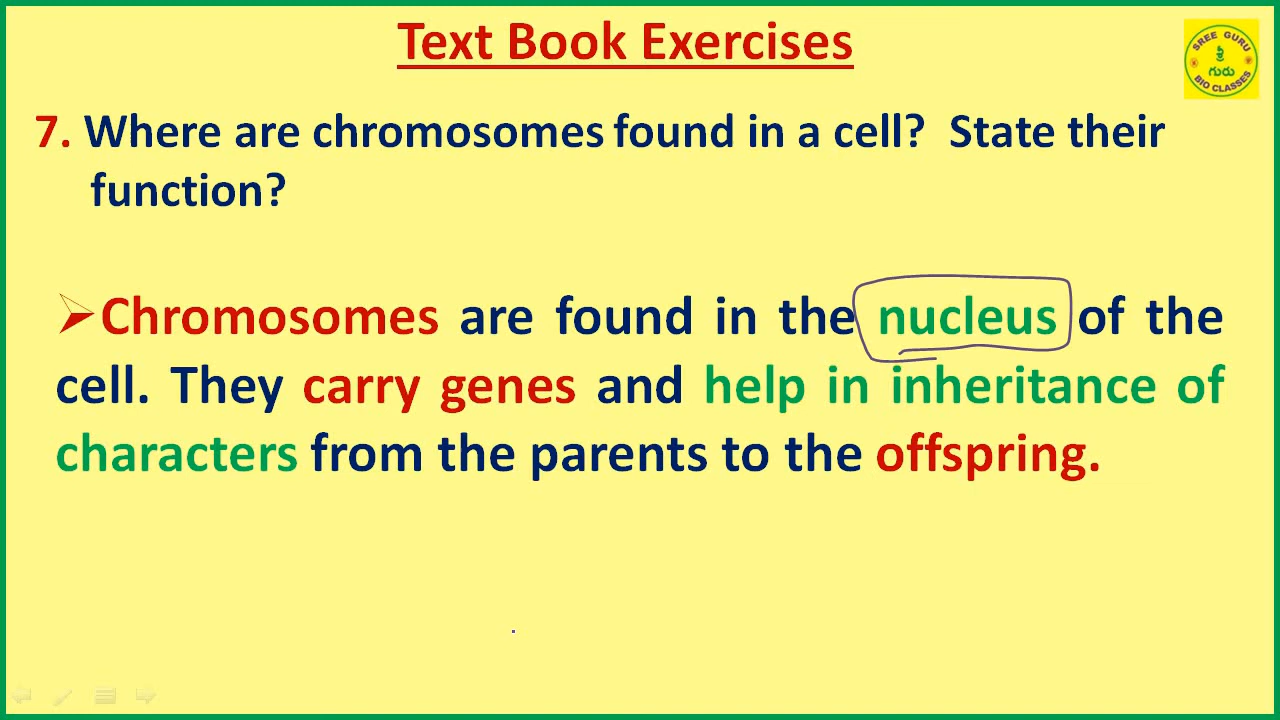 Text Book Exercises
SREE GURU
శ్రీ
గురు
BIO CLASSES
7. Where are chromosomes found in a cell? State their
function?
➢Chromosomes are found in the nucleus of the
cell. They carry genes and help in inheritance of
characters from the parents to the offspring.